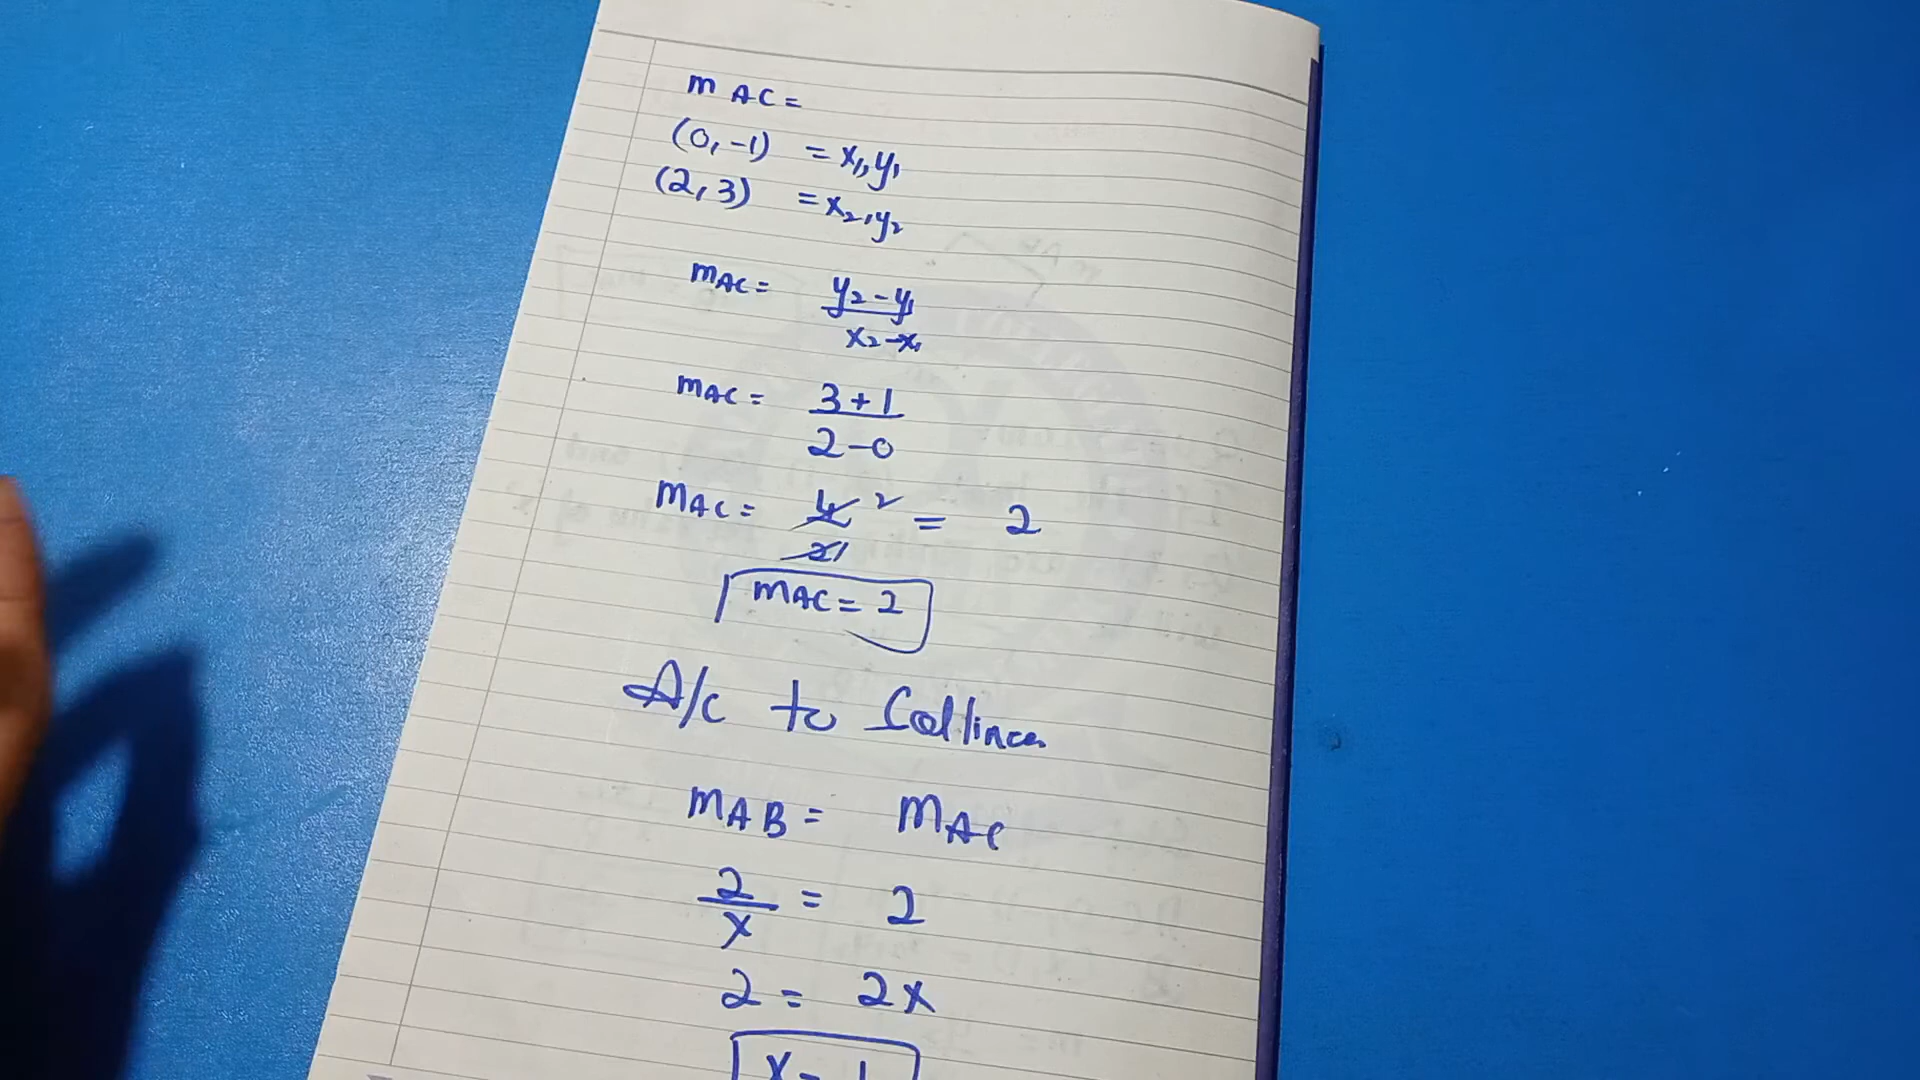 m AC =
(0, -1) = x₁, y₁
(2, 3) = x₂, y₂
mAC = y₂ - y₁
x₂ - x₁
mAC = 3 + 1
2 - 0
mAC = 4 2 = 2
2 1
mAC = 2
A/c to
mAB = mAC
2 = 2
x
2 = 2x
x = 1